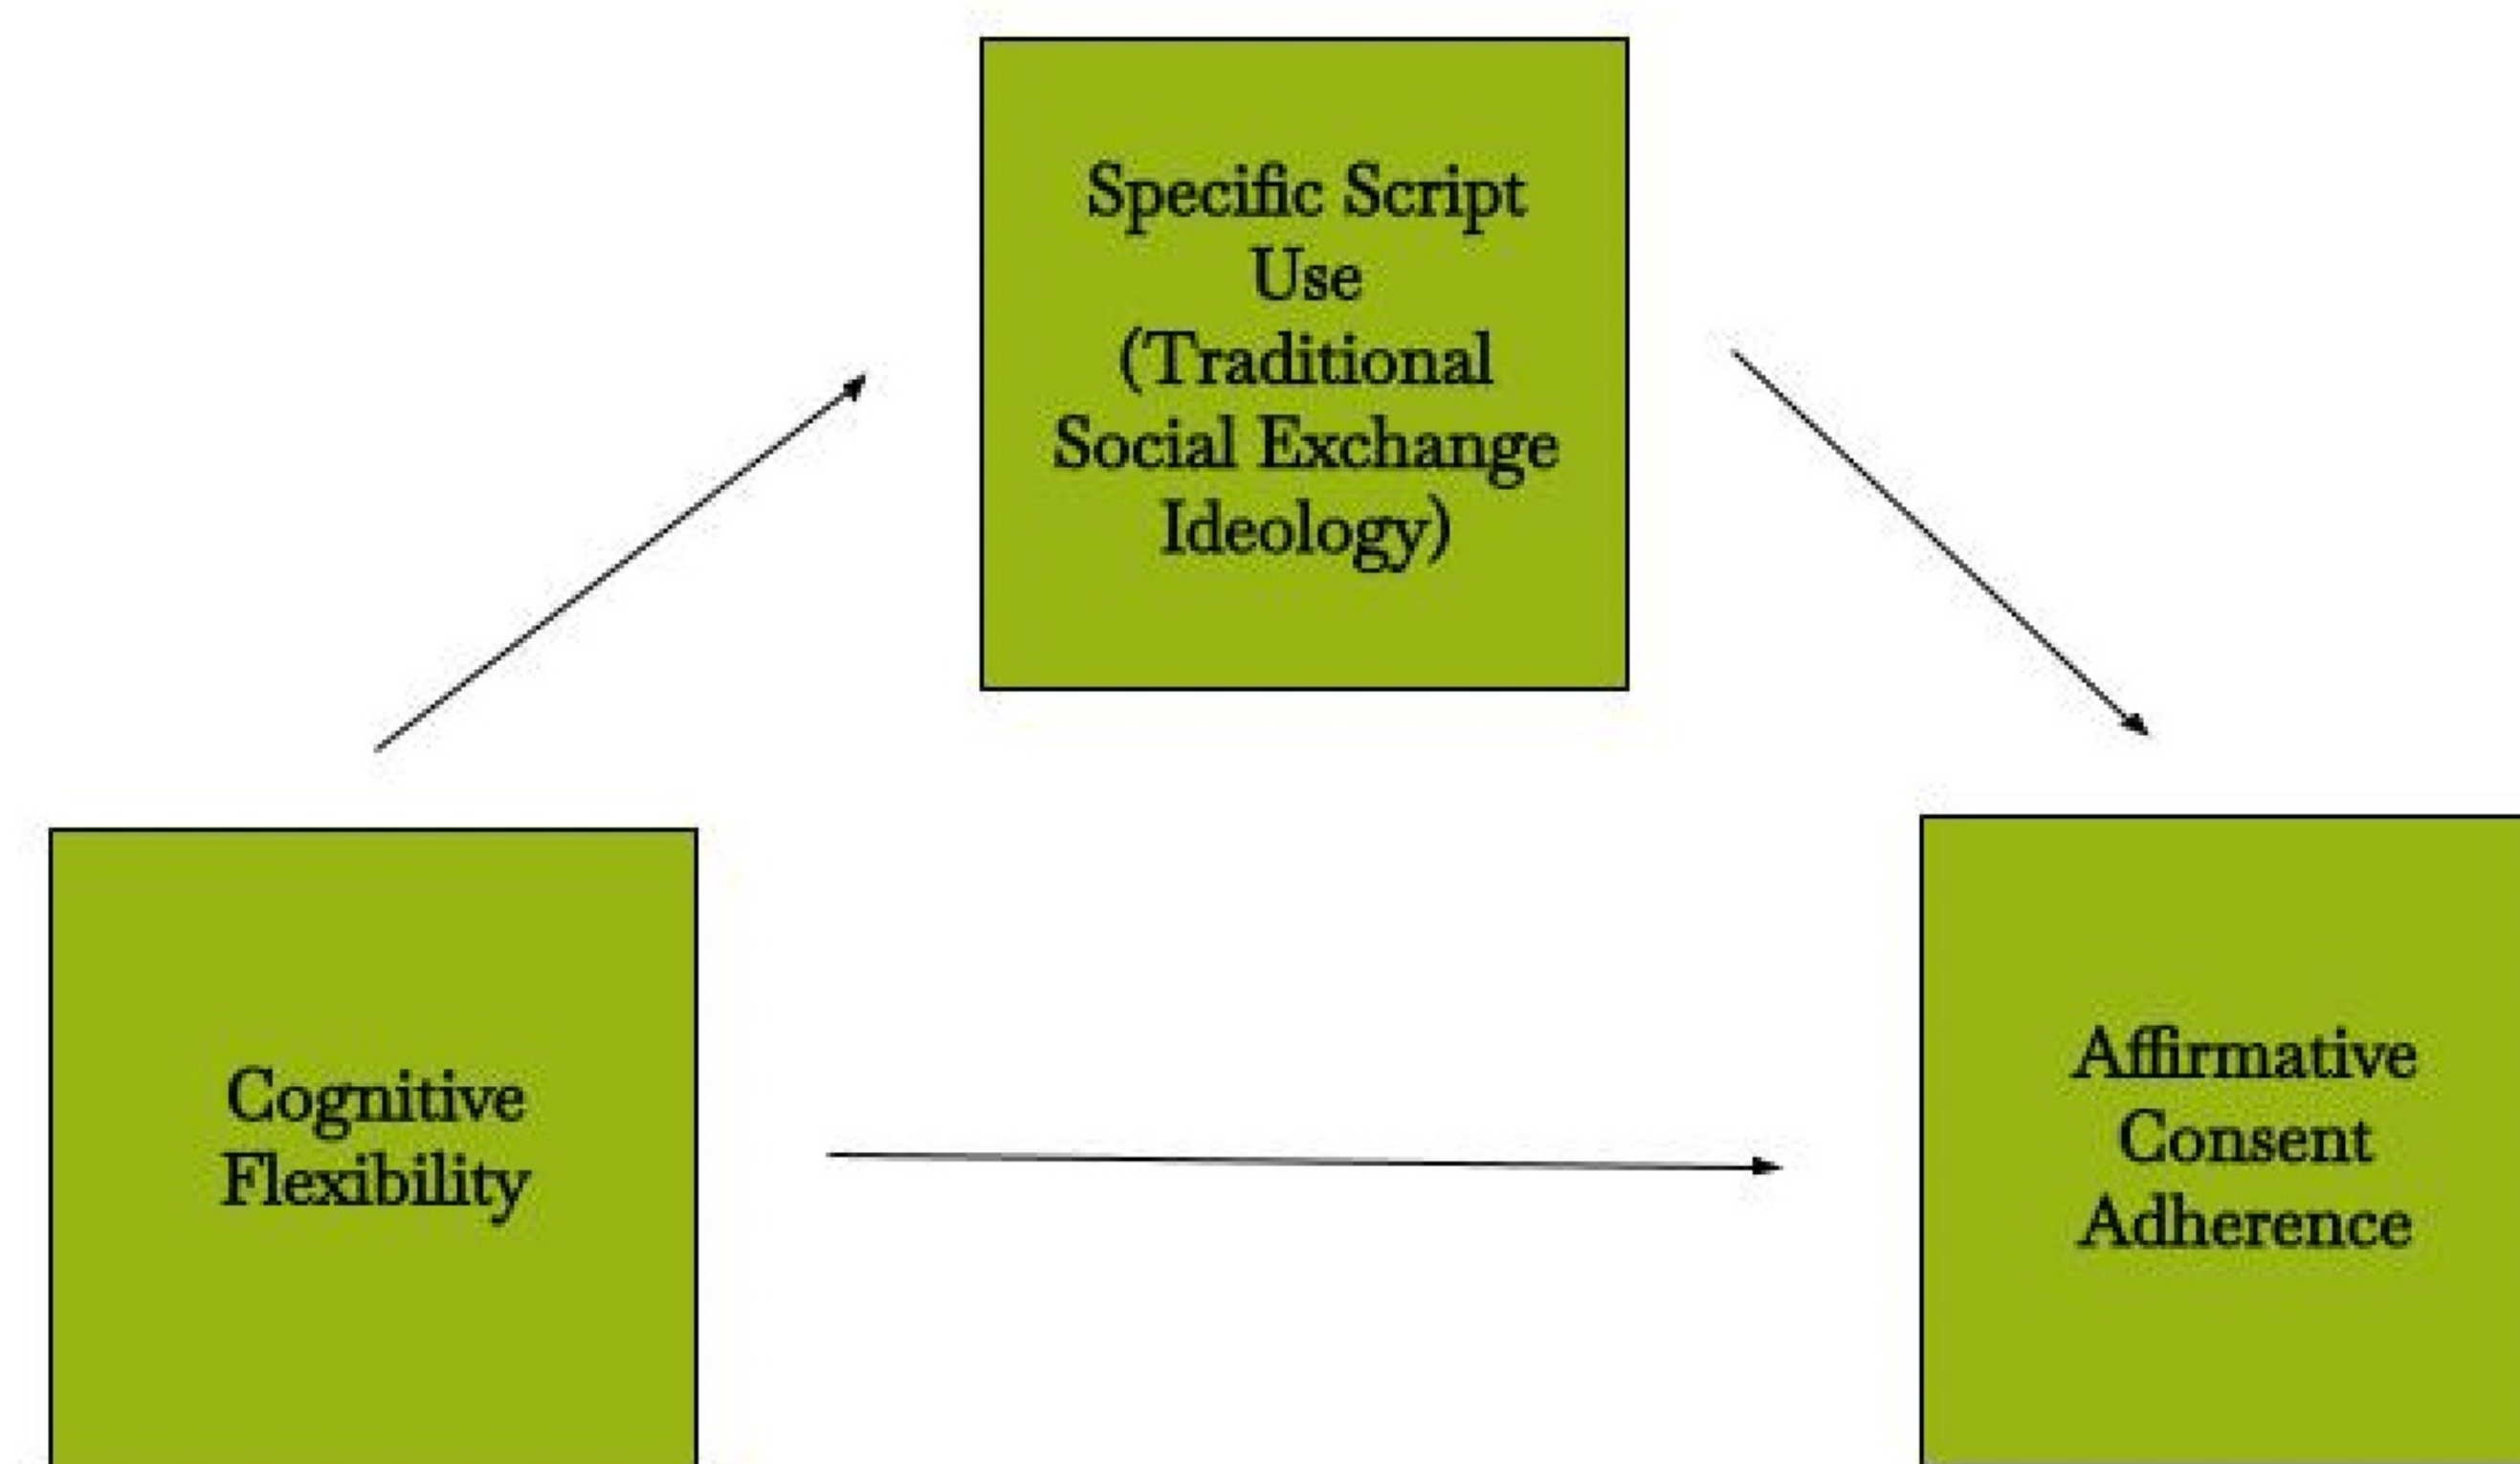 Specific Script
Use
(Traditional
Social Exchange
Ideology)
Cognitive
Flexibility
Affirmative
Consent
Adherence